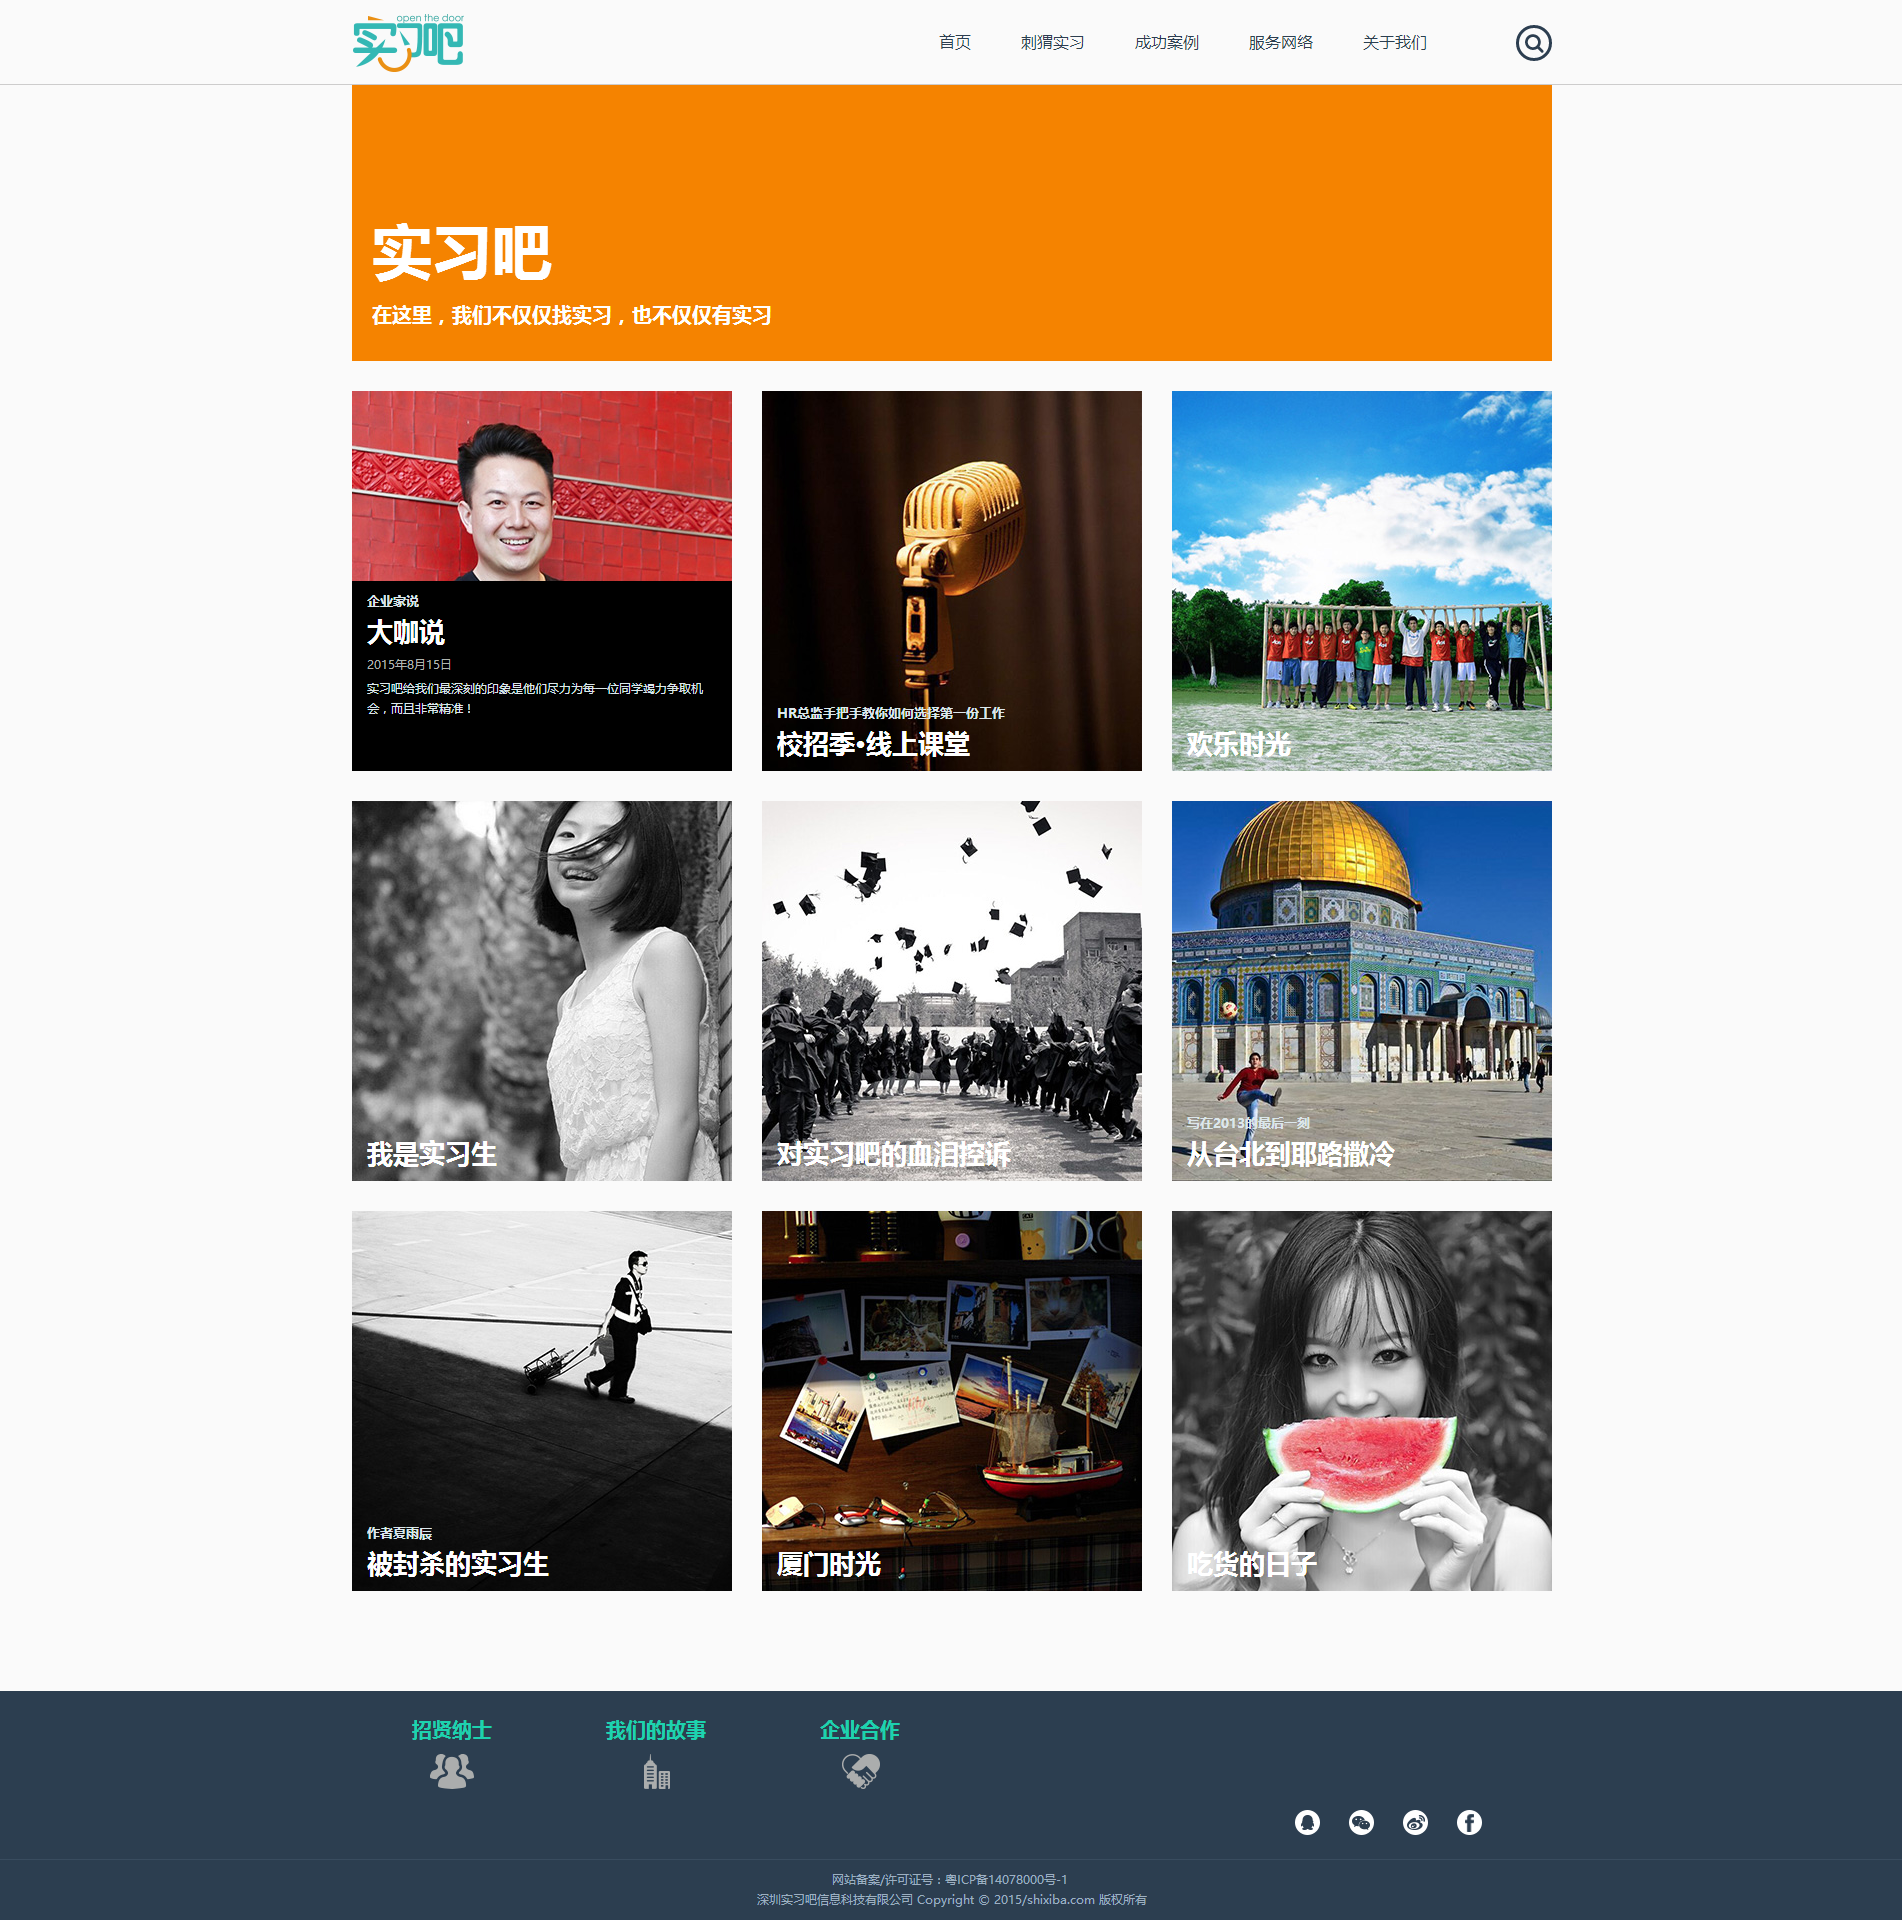 open the door
实习吧
首页 刺猬实习 成功案例 服务网络 关于我们
实习吧
在这里，我们不仅仅找实习，也不仅仅有实习
企业家说
大咖说
2015年8月15日
实习吧给我们最深刻的印象是他们尽力为每一位同学竭力争取机
会，而且非常精准！
HR总监手把手教你如何选择第一份工作
校招季•线上课堂
欢乐时光
我是实习生
对实习吧的血泪控诉
写在2013的最后一刻
从台北到耶路撒冷
作者夏雨辰
被封杀的实习生
厦门时光
吃货的日子
招贤纳士 我们的故事 企业合作
网站备案/许可证号：粤ICP备14078000号-1
深圳实习吧信息科技有限公司 Copyright © 2015/shixiba.com 版权所有